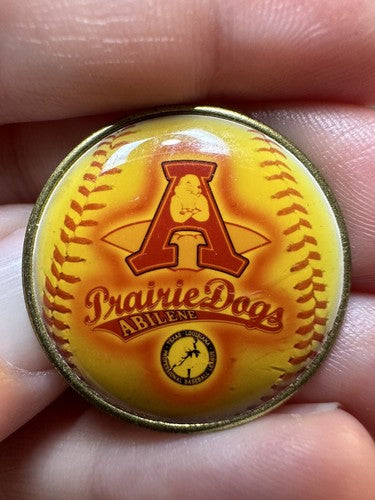 A
Prairie Dogs
ABILENE
TEXAS LOUISIANA
BASEBALL